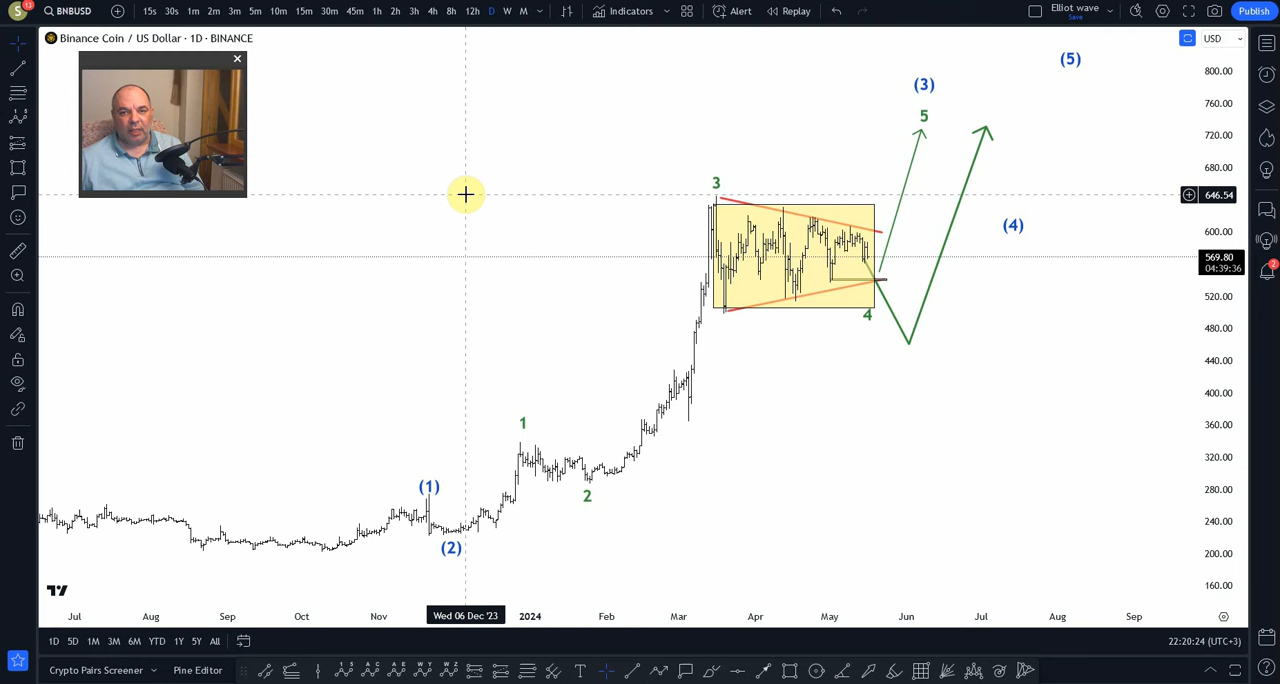 S
13
BNBUSD
15s 30s 1m 2m 3m 5m 10m 15m 30m 45m 1h 2h 3h 4h 8h 12h D W M
Indicators
Alert
Replay
Elliot wave
Save
Publish
Binance Coin / US Dollar · 1D · BINANCE
USD
(5)
800.00
(3)
760.00
5
720.00
680.00
3
646.54
(4)
600.00
569.80
04:39:36
2
520.00
4
480.00
440.00
400.00
1
360.00
320.00
(1)
2
280.00
240.00
(2)
200.00
160.00
Jul Aug Sep Oct Nov Wed 06 Dec '23 2024 Feb Mar Apr May Jun Jul Aug Sep
1D 5D 1M 3M 6M YTD 1Y 5Y All
22:20:24 (UTC+3)
Crypto Pairs Screener
Pine Editor